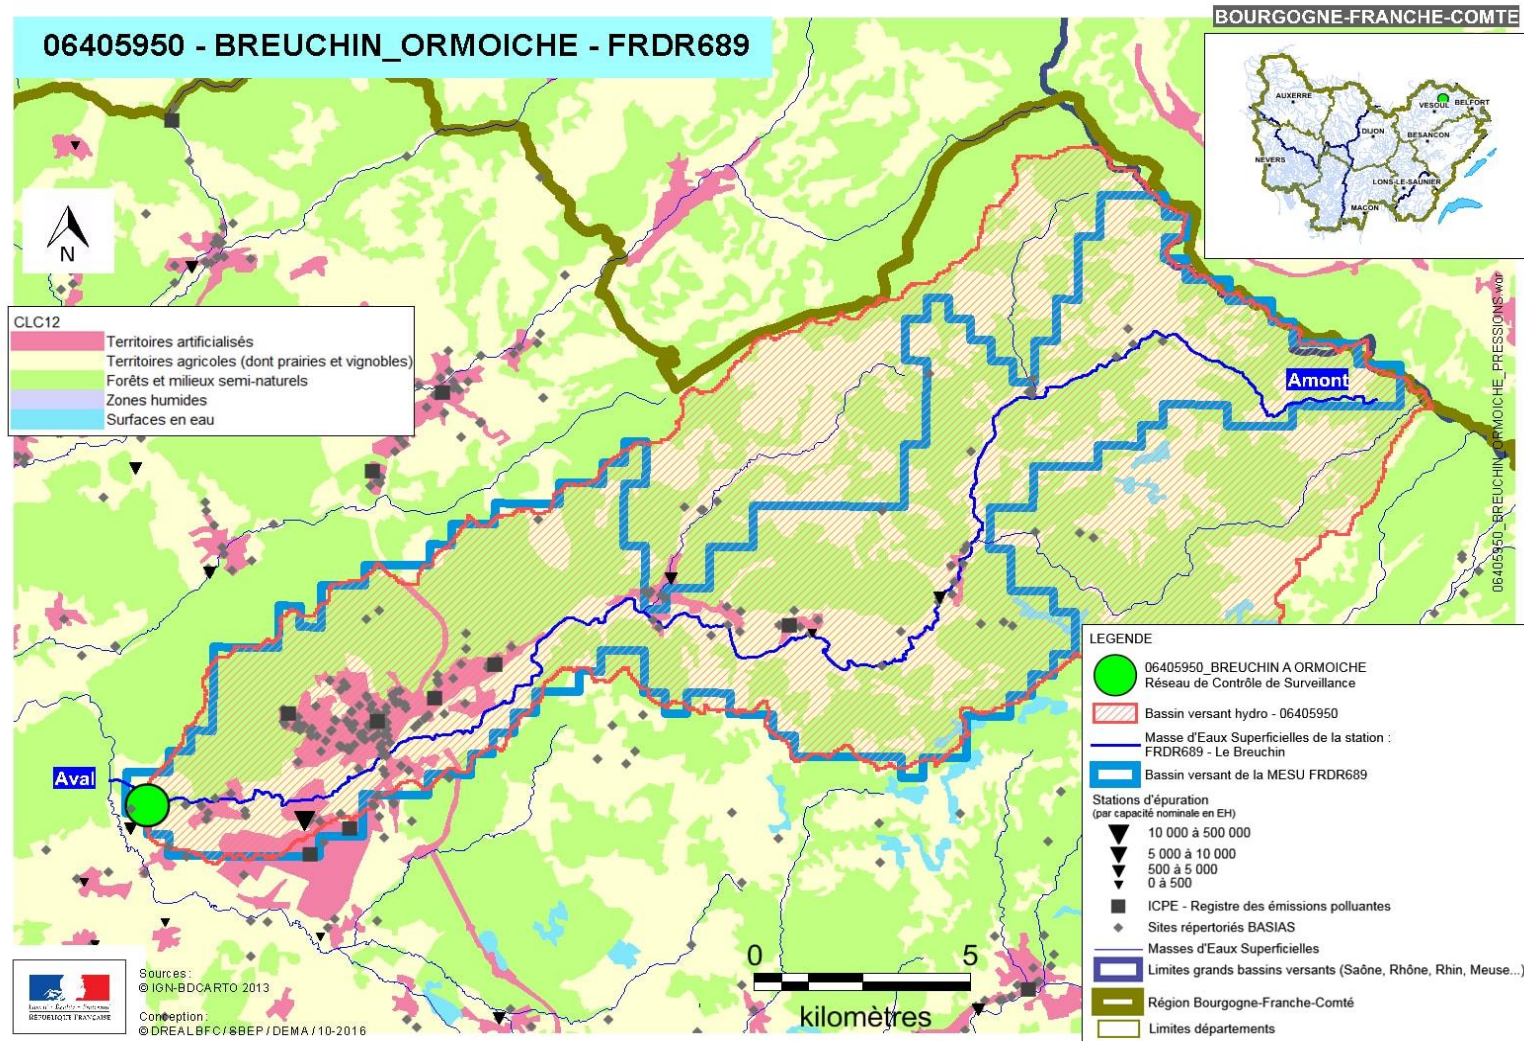 BOURGOGNE-FRANCHE-COMTE
06405950 - BREUCHIN_ORMOICHE - FRDR689
AUXERRE
VESOUL
BELFORT
DIJON
BESANCON
NEVERS
LONS-LE-SAUNIER
MACON
N
CLC12
Territoires artificialisés
Territoires agricoles (dont prairies et vignobles)
Forêts et milieux semi-naturels
Zones humides
Surfaces en eau
Amont
Aval
06405950_BREUCHIN_ORMOICHE_PRESSIONS.wor
LEGENDE
06405950_BREUCHIN A ORMOICHE
Réseau de Contrôle de Surveillance
Bassin versant hydro - 06405950
Masse d'Eaux Superficielles de la station :
FRDR689 - Le Breuchin
Bassin versant de la MESU FRDR689
Stations d'épuration
(par capacité nominale en EH)
10 000 à 500 000
5 000 à 10 000
500 à 5 000
0 à 500
ICPE - Registre des émissions polluantes
Sites répertoriés BASIAS
Masses d'Eaux Superficielles
Limites grands bassins versants (Saône, Rhône, Rhin, Meuse...)
Région Bourgogne-Franche-Comté
Limites départements
0 5
kilomètres
Liberté • Égalité • Fraternité
RÉPUBLIQUE FRANÇAISE
Sources :
© IGN-BDCARTO 2013
Conception :
© DREAL BFC / SBEP / DEMA / 10-2016